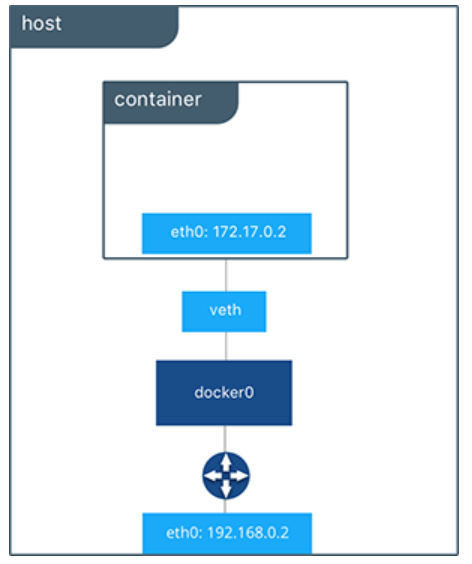 host
container
eth0: 172.17.0.2
veth
docker0
eth0: 192.168.0.2